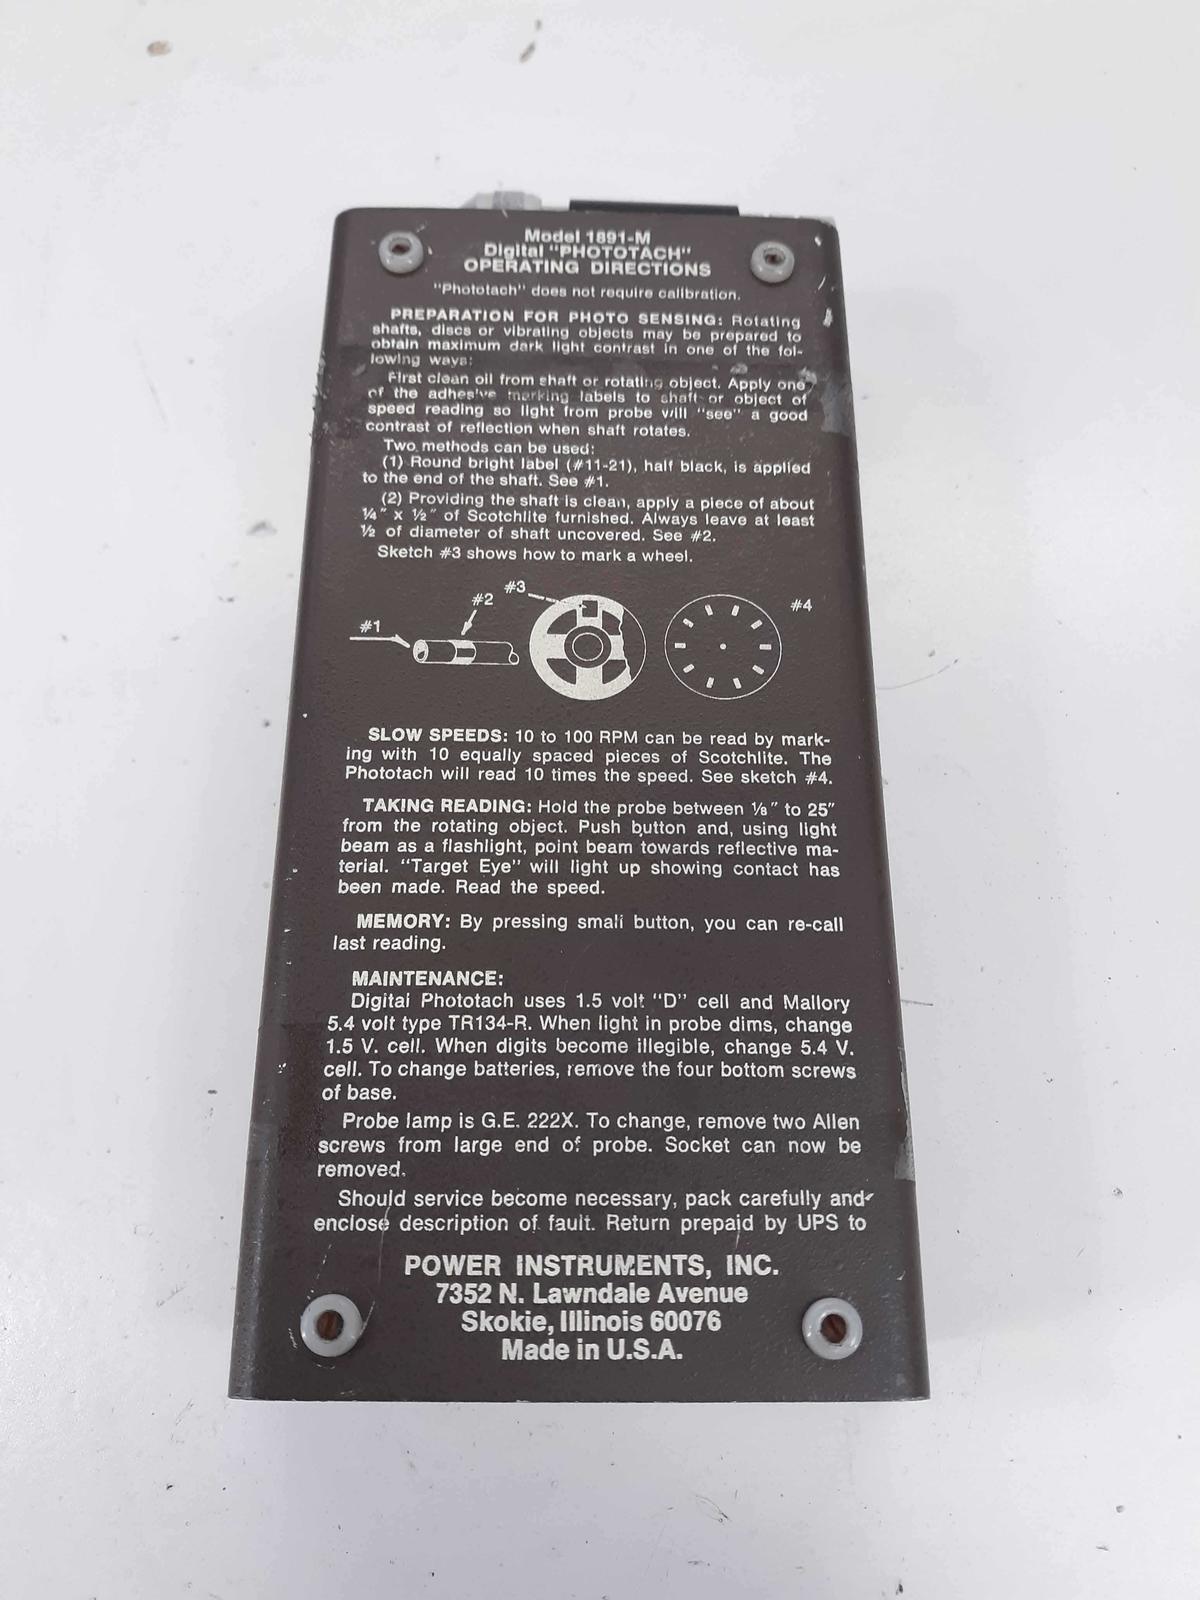 Model 1891-M
Digital "PHOTOTACH"
OPERATING DIRECTIONS
"Phototach" does not require calibration.
PREPARATION FOR PHOTO SENSING: Rotating
shafts, discs or vibrating objects may be prepared to
obtain maximum dark light contrast in one of the fol-
lowing ways:
First clean oil from shaft or rotating object. Apply one
of the adhesive marking labels to shaft or object of
speed reading so light from probe will "see" a good
contrast of reflection when shaft rotates.
Two methods can be used:
(1) Round bright label (#11-21), half black, is applied
to the end of the shaft. See #1.
(2) Providing the shaft is clean, apply a piece of about
¼" x ½" of Scotchlite furnished. Always leave at least
½ of diameter of shaft uncovered. See #2.
Sketch #3 shows how to mark a wheel.
#1
#2
#3
#4
SLOW SPEEDS: 10 to 100 RPM can be read by mark-
ing with 10 equally spaced pieces of Scotchlite. The
Phototach will read 10 times the speed. See sketch #4.
TAKING READING: Hold the probe between ⅛" to 25"
from the rotating object. Push button and, using light
beam as a flashlight, point beam towards reflective ma-
terial. "Target Eye" will light up showing contact has
been made. Read the speed.
MEMORY: By pressing small button, you can re-call
last reading.
MAINTENANCE:
Digital Phototach uses 1.5 volt "D" cell and Mallory
5.4 volt type TR134-R. When light in probe dims, change
1.5 V. cell. When digits become illegible, change 5.4 V.
cell. To change batteries, remove the four bottom screws
of base.
Probe lamp is G.E. 222X. To change, remove two Allen
screws from large end of probe. Socket can now be
removed.
Should service become necessary, pack carefully and
enclose description of fault. Return prepaid by UPS to
POWER INSTRUMENTS, INC.
7352 N. Lawndale Avenue
Skokie, Illinois 60076
Made in U.S.A.